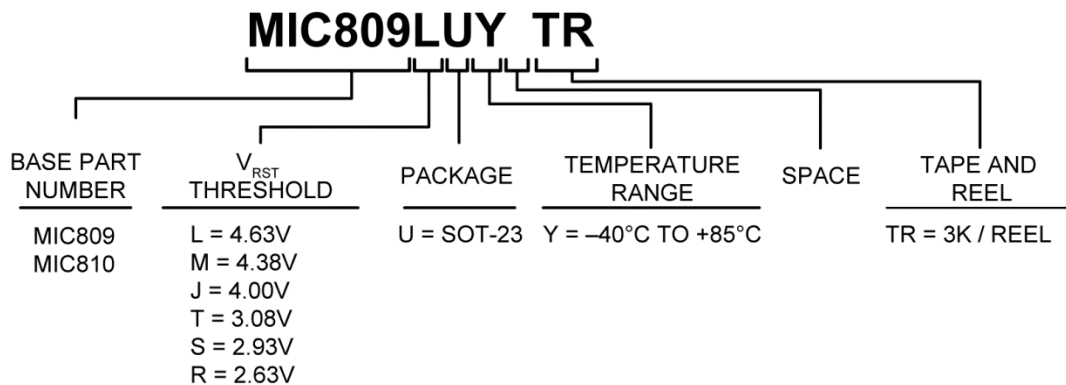 MIC809LUY TR
BASE PART
NUMBER
MIC809
MIC810
VRST
THRESHOLD
L = 4.63V
M = 4.38V
J = 4.00V
T = 3.08V
S = 2.93V
R = 2.63V
PACKAGE
U = SOT-23
TEMPERATURE
RANGE
Y = –40°C TO +85°C
SPACE
TAPE AND
REEL
TR = 3K / REEL